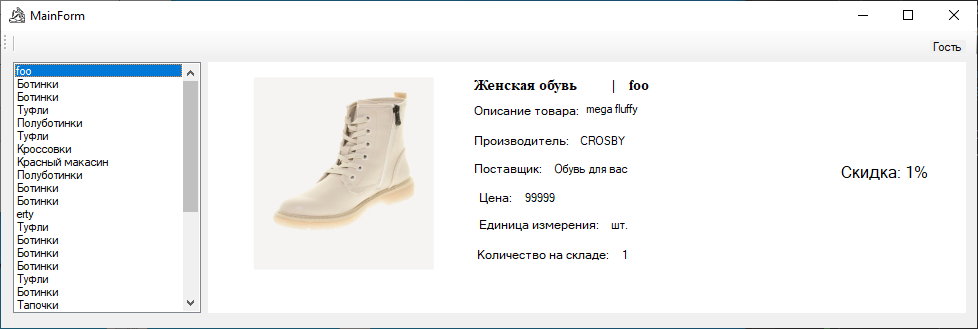 MainForm
Гость
foo
Ботинки
Ботинки
Туфли
Полуботинки
Туфли
Кроссовки
Красный макасин
Полуботинки
Ботинки
Ботинки
erty
Туфли
Ботинки
Ботинки
Ботинки
Туфли
Ботинки
Тапочки
Женская обувь | foo
Описание товара: mega fluffy
Производитель: CROSBY
Поставщик: Обувь для вас
Цена: 99999
Единица измерения: шт.
Количество на складе: 1
Скидка: 1%